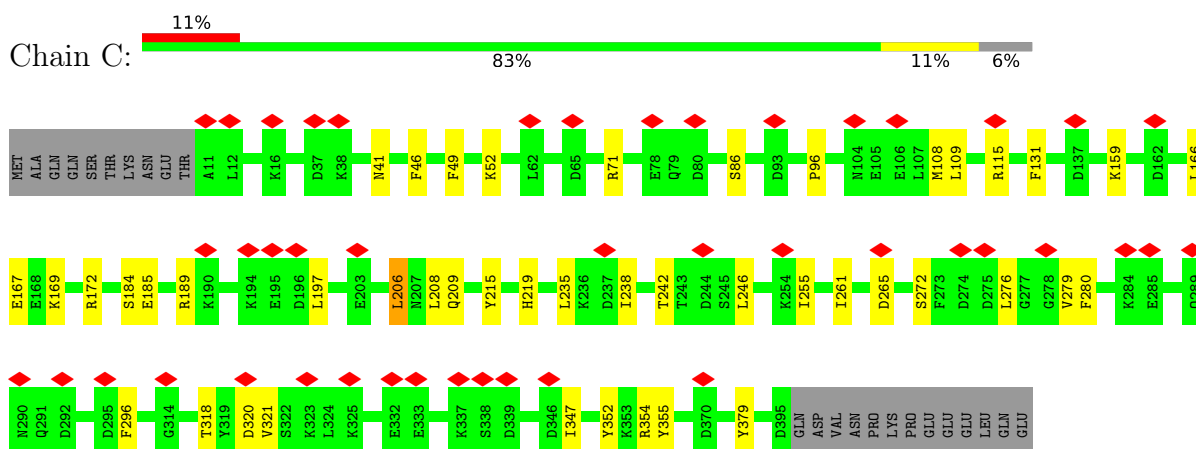 11%
Chain C:
83% 11% 6%
MET ALA GLN GLN SER THR LYS ASN GLU THR A11 L12 K16 D37 K38 N41 F46 F49 K52 L62 D65 R71 E78 Q79 D80 S86 D93 P96 N104 E105 E106 L107 M108 L109 R115 F131 D137 K159 D162 L166
E167 E168 K169 R172 S184 E185 R189 K190 K194 E195 D196 L197 E203 L206 N207 L208 Q209 Y215 H219 L235 K236 D237 I238 T242 T243 D244 S245 L246 K254 I255 I261 D265 S272 F273 D274 D275 L276 G277 G278 V279 F280 K284 E285 D289
N290 Q291 D292 D295 F296 G314 T318 Y319 D320 V321 S322 K323 L324 K325 E332 E333 K337 S338 D339 D346 I347 Y352 K353 R354 Y355 D370 Y379 D395 GLN ASP VAL ASN PRO LYS PRO GLU GLU GLU LEU GLN GLU